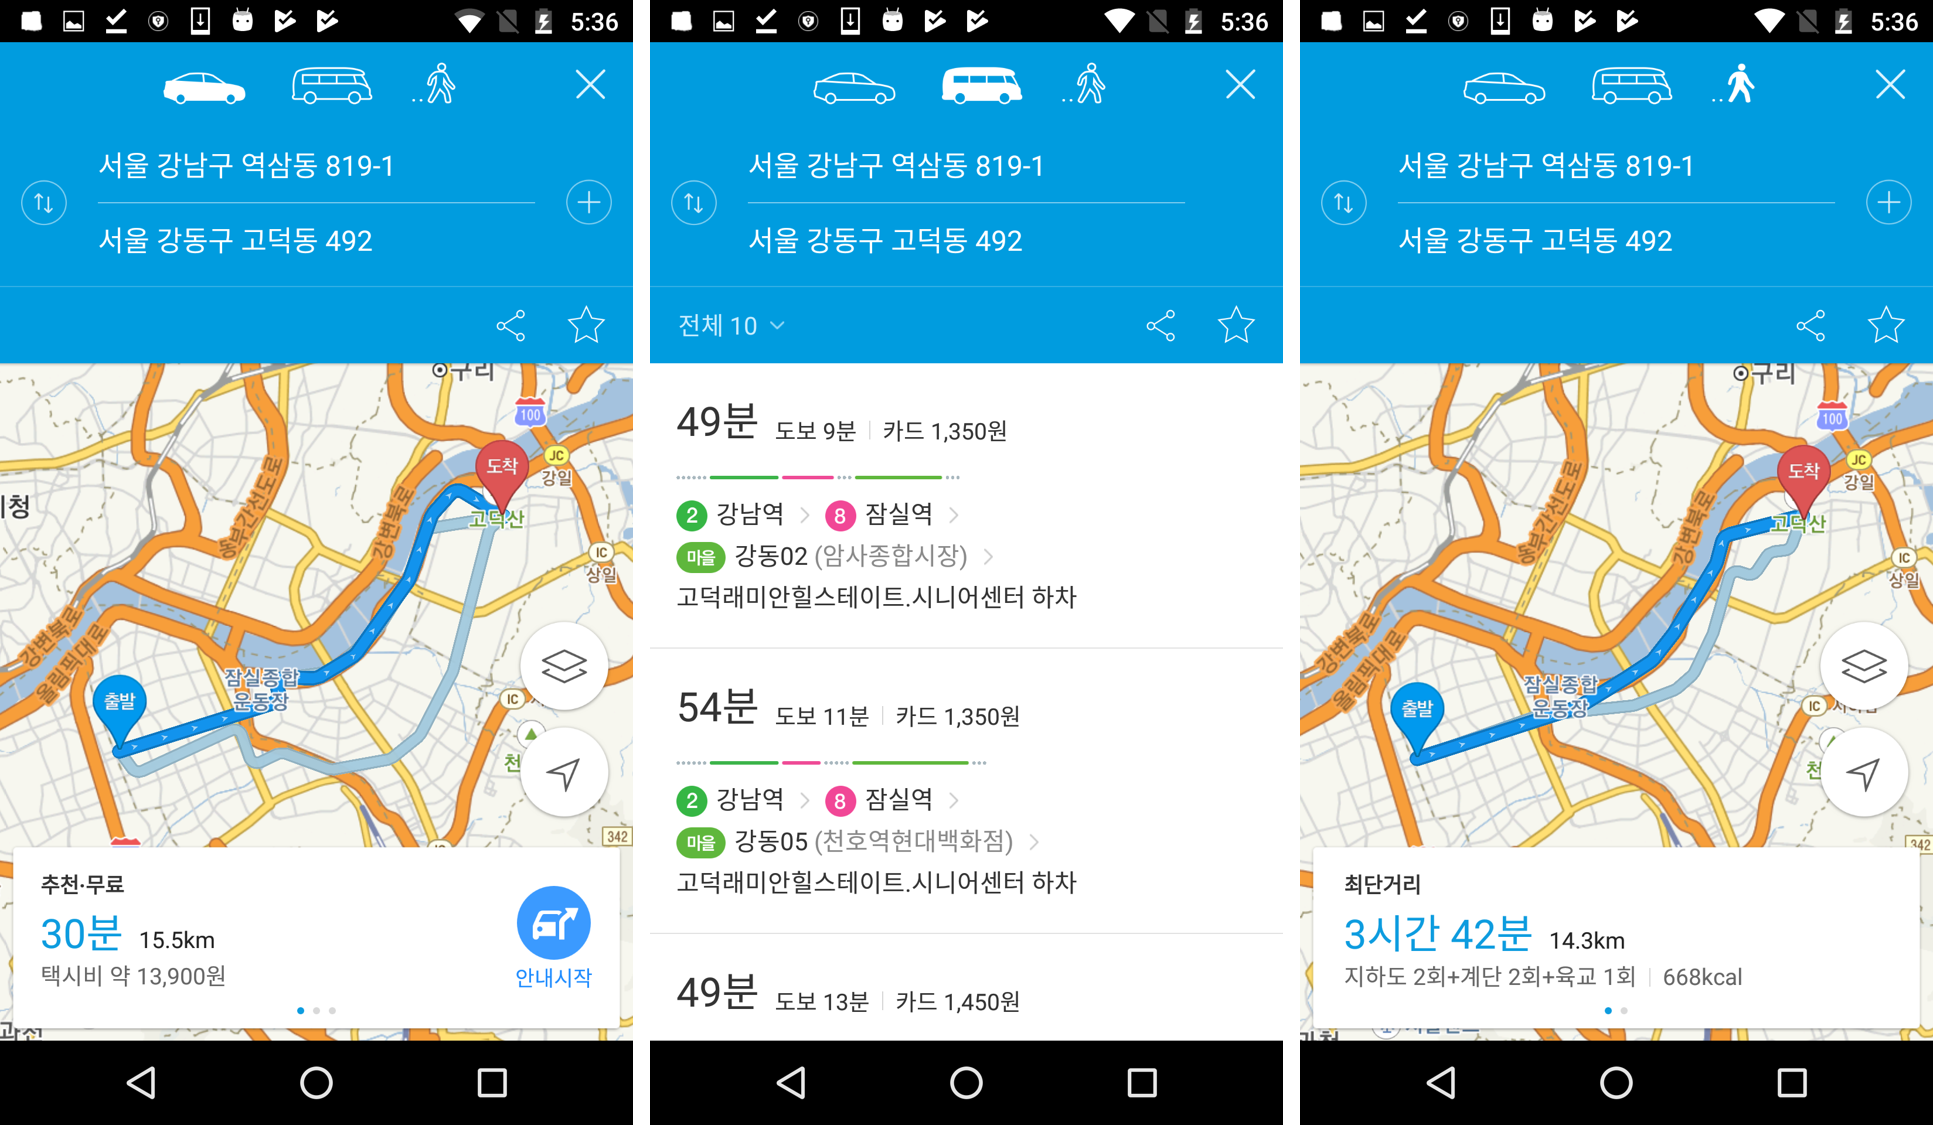 5:36
서울 강남구 역삼동 819-1
서울 강동구 고덕동 492
구리
100
도착
JC
강일
고덕산
동부간선도로
강변북로
IC
상일
강변북로
올림픽대로
잠실종합
운동장
출발
IC
천
342
추천·무료
30분 15.5km
택시비 약 13,900원
안내시작
5:36
서울 강남구 역삼동 819-1
서울 강동구 고덕동 492
전체 10
49분 도보 9분 카드 1,350원
2 강남역 8 잠실역
마을 강동02 (암사종합시장)
고덕래미안힐스테이트.시니어센터 하차
54분 도보 11분 카드 1,350원
2 강남역 8 잠실역
마을 강동05 (천호역현대백화점)
고덕래미안힐스테이트.시니어센터 하차
49분 도보 13분 카드 1,450원
5:36
서울 강남구 역삼동 819-1
서울 강동구 고덕동 492
구리
100
도착
JC
강일
고덕산
동부간선도로
강변북로
IC
상일
강변북로
올림픽대로
잠실종합
운동장
출발
IC
천
342
최단거리
3시간 42분 14.3km
지하도 2회+계단 2회+육교 1회 668kcal